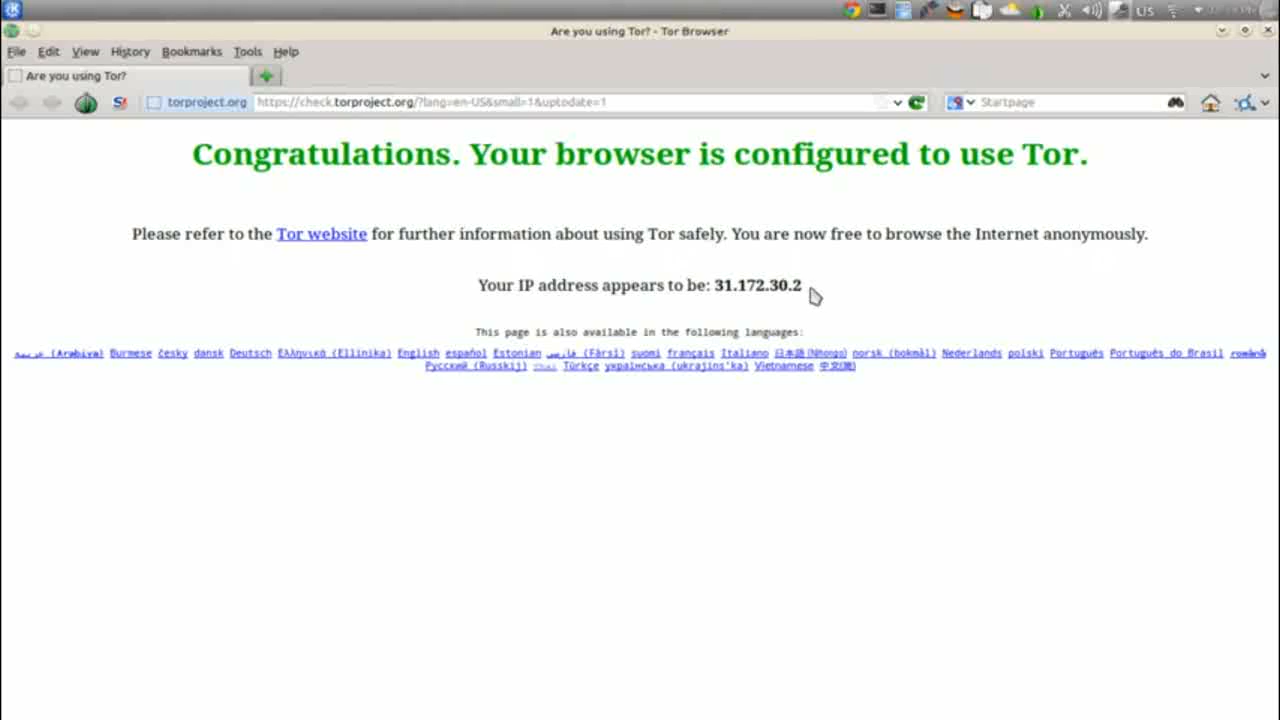 US
Are you using Tor? - Tor Browser
File Edit View History Bookmarks Tools Help
Are you using Tor?
torproject.org https://check.torproject.org/?lang=en-US&small=1&uptodate=1 Startpage
Congratulations. Your browser is configured to use Tor.
Please refer to the Tor website for further information about using Tor safely. You are now free to browse the Internet anonymously.
Your IP address appears to be: 31.172.30.2
This page is also available in the following languages:
عربية (Arabiya) Burmese česky dansk Deutsch Ελληνικά (Ellinika) English español Estonian فارسی (Fārsī) suomi français Italiano 日本語 (Nihongo) norsk (bokmål) Nederlands polski Português Português do Brasil română
Русский (Russkij) Türkçe українська (ukrajins'ka) Vietnamese 中文(简)